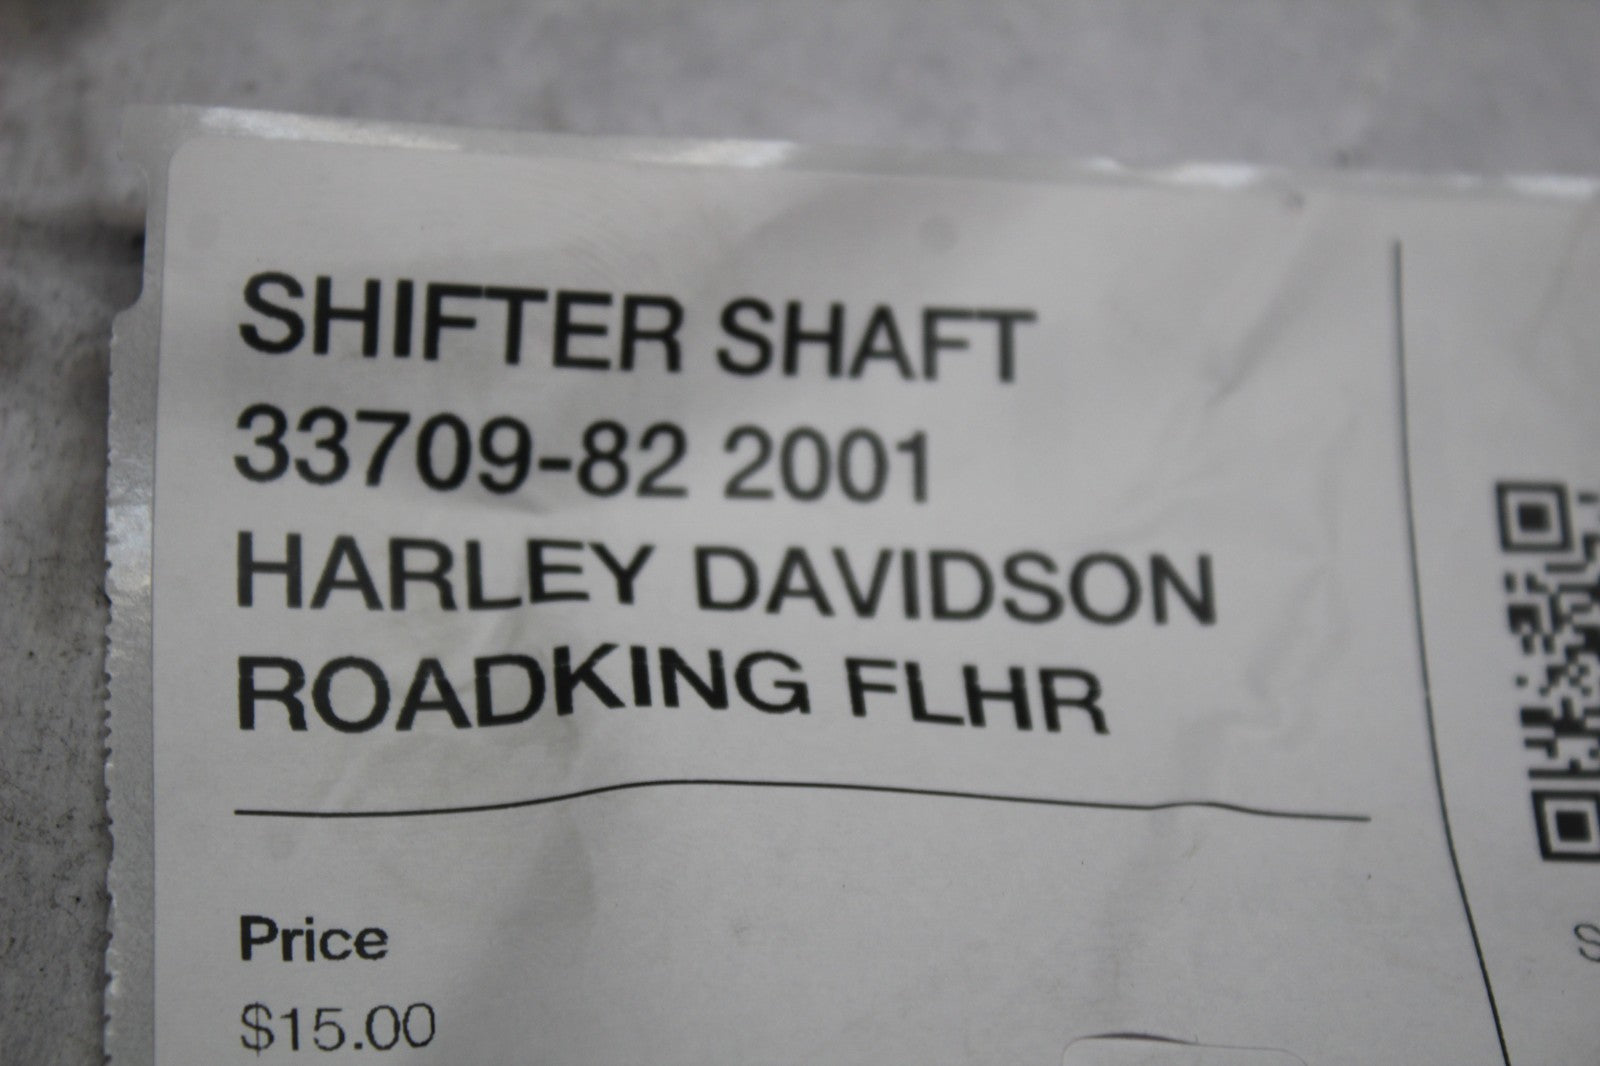 SHIFTER SHAFT
33709-82 2001
HARLEY DAVIDSON
ROADKING FLHR
Price
$15.00